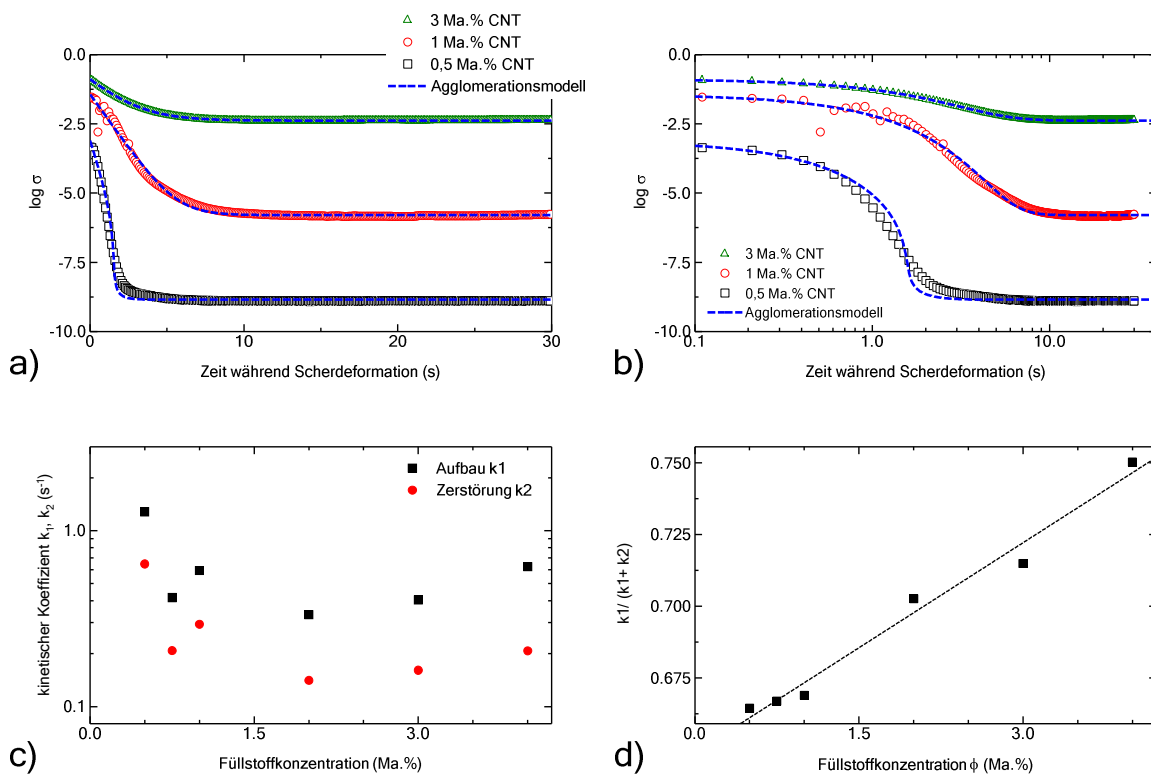 3 Ma.% CNT
1 Ma.% CNT
0,5 Ma.% CNT
Agglomerationsmodell
0.0
-2.5
-5.0
-7.5
-10.0
log σ
0
10
20
30
Zeit während Scherdeformation (s)
a)
0.0
-2.5
-5.0
-7.5
-10.0
log σ
3 Ma.% CNT
1 Ma.% CNT
0,5 Ma.% CNT
Agglomerationsmodell
0.1
1.0
10.0
Zeit während Scherdeformation (s)
b)
Aufbau k1
Zerstörung k2
1.0
0.1
kinetischer Koeffizient k₁, k₂ (s⁻¹)
0.0
1.5
3.0
Füllstoffkonzentration (Ma.%)
c)
0.750
0.725
0.700
0.675
k1/ (k1+ k2)
0.0
1.5
3.0
Füllstoffkonzentration ϕ (Ma.%)
d)